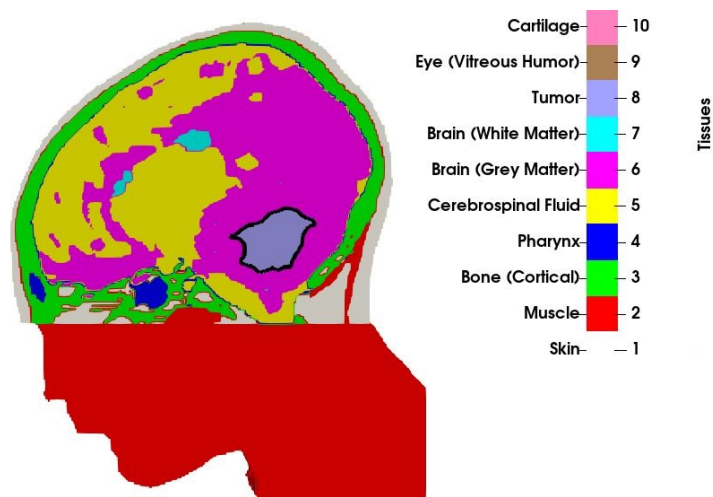 Cartilage 10
Eye (Vitreous Humor) 9
Tumor 8
Brain (White Matter) 7
Brain (Grey Matter) 6
Cerebrospinal Fluid 5
Pharynx 4
Bone (Cortical) 3
Muscle 2
Skin 1
Tissues